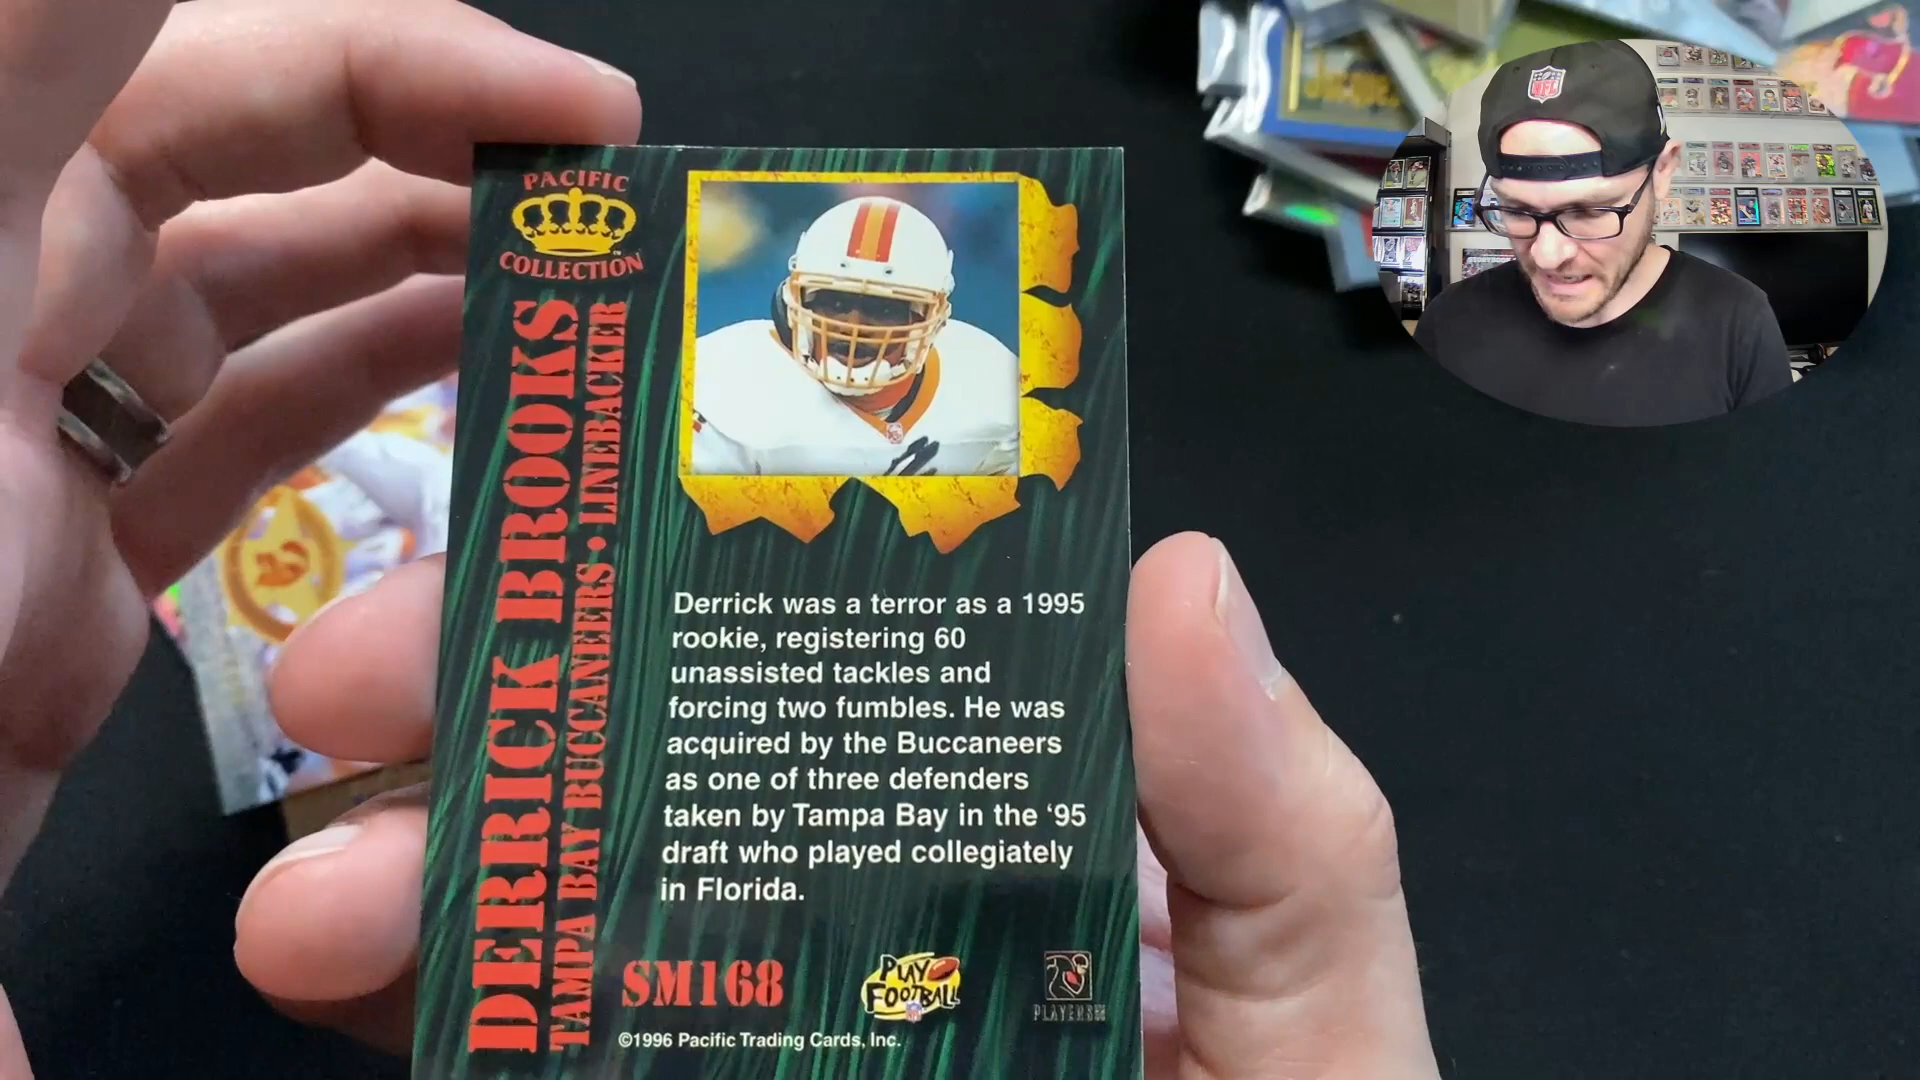 PACIFIC
COLLECTION
DERRICK BROOKS
TAMPA BAY BUCCANEERS • LINEBACKER
Derrick was a terror as a 1995
rookie, registering 60
unassisted tackles and
forcing two fumbles. He was
acquired by the Buccaneers
as one of three defenders
taken by Tampa Bay in the ‘95
draft who played collegiately
in Florida.
SM168
PLAY
FOOTBALL
PLAYERS
©1996 Pacific Trading Cards, Inc.
NFL